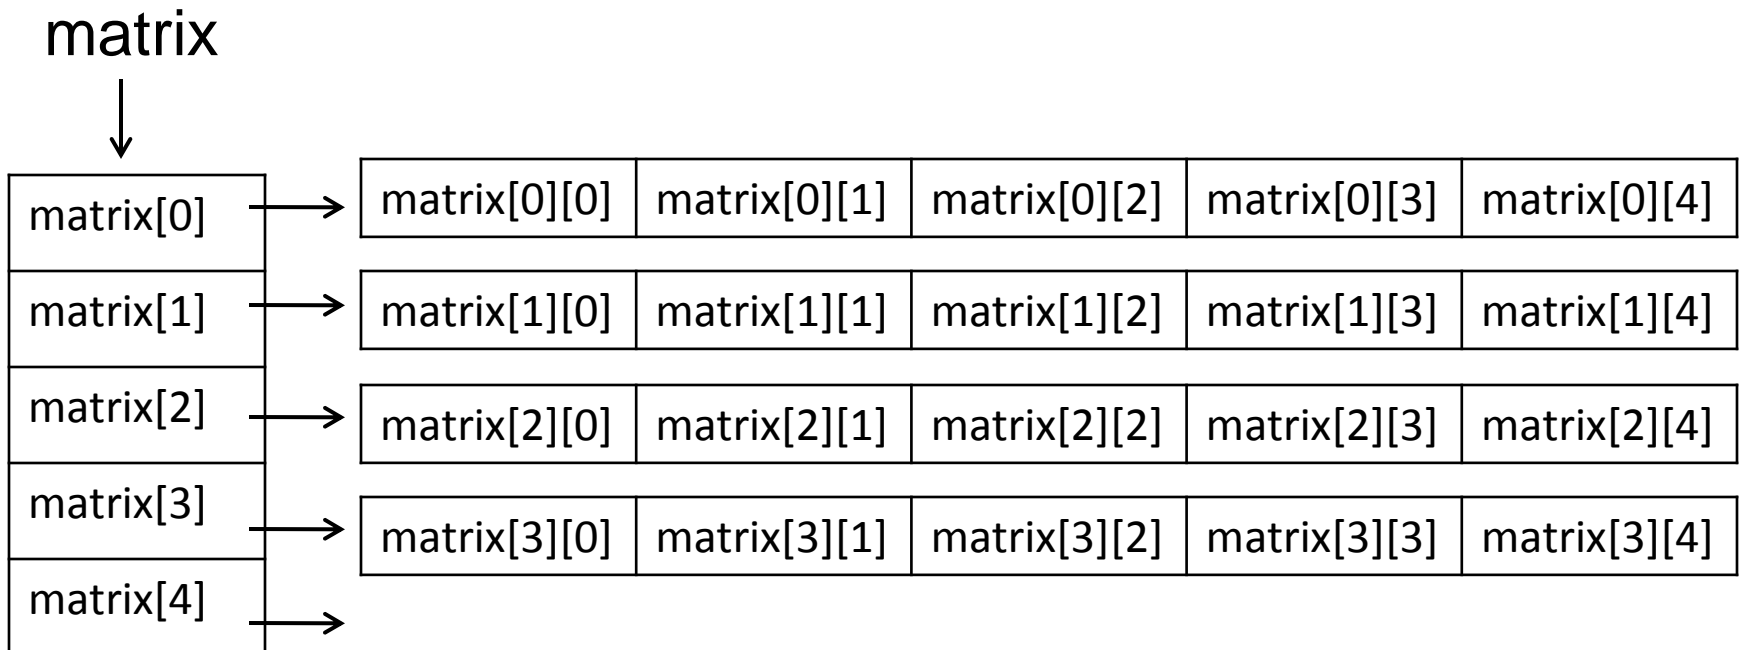 matrix
matrix[0] matrix[0][0] matrix[0][1] matrix[0][2] matrix[0][3] matrix[0][4]
matrix[1] matrix[1][0] matrix[1][1] matrix[1][2] matrix[1][3] matrix[1][4]
matrix[2] matrix[2][0] matrix[2][1] matrix[2][2] matrix[2][3] matrix[2][4]
matrix[3] matrix[3][0] matrix[3][1] matrix[3][2] matrix[3][3] matrix[3][4]
matrix[4]